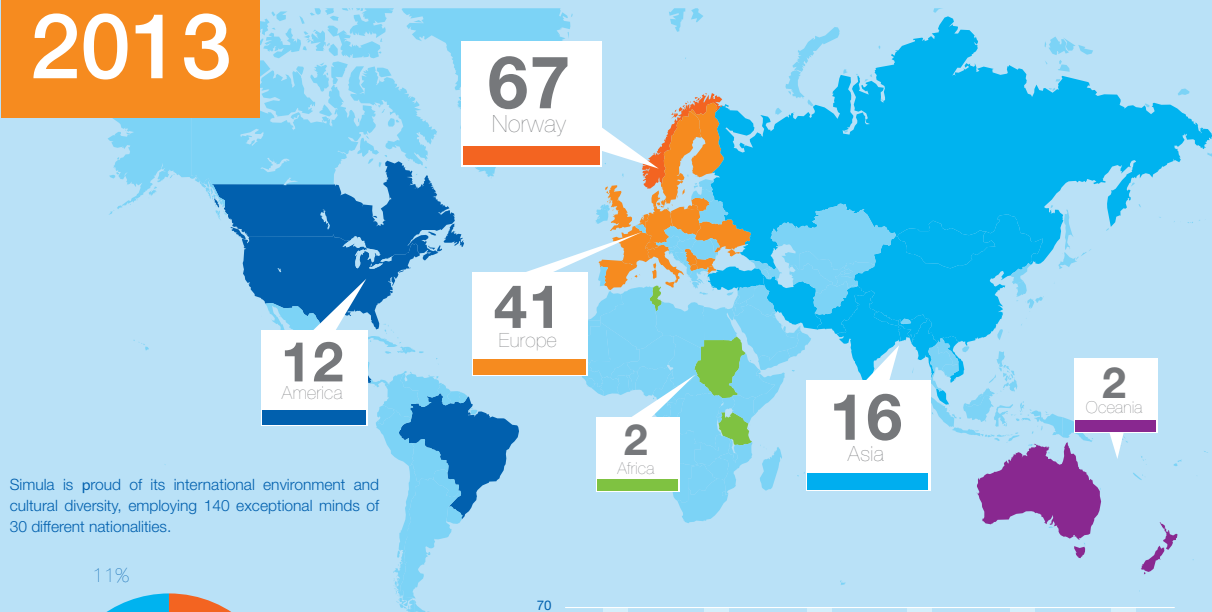 2013
67
Norway
41
Europe
12
America
2
Africa
16
Asia
2
Oceania
Simula is proud of its international environment and
cultural diversity, employing 140 exceptional minds of
30 different nationalities.
11%
70